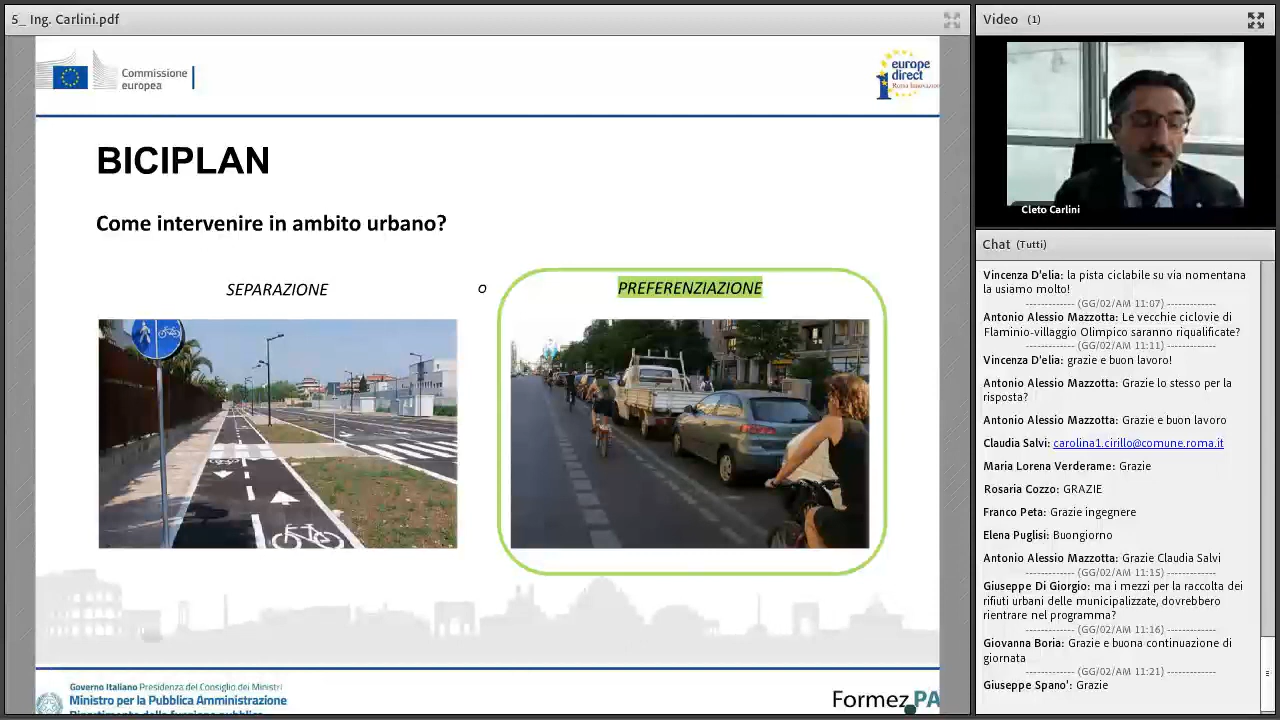 5_ Ing. Carlini.pdf
Commissione
europea
europe
direct
Roma Innovazione
BICIPLAN
Come intervenire in ambito urbano?
SEPARAZIONE
o
PREFERENZIAZIONE
Governo Italiano Presidenza del Consiglio dei Ministri
Ministro per la Pubblica Amministrazione
Dipartimento della funzione pubblica
Formez PA
Video (1)
Cleto Carlini
Chat (Tutti)
Vincenza D'elia: la pista ciclabile su via nomentana
la usiamo molto!
------------- (GG/02/AM 11:07) -------------
Antonio Alessio Mazzotta: Le vecchie ciclovie di
Flaminio-villaggio Olimpico saranno riqualificate?
------------- (GG/02/AM 11:11) -------------
Vincenza D'elia: grazie e buon lavoro!
Antonio Alessio Mazzotta: Grazie lo stesso per la
risposta?
Antonio Alessio Mazzotta: Grazie e buon lavoro
Claudia Salvi: carolina1.cirillo@comune.roma.it
Maria Lorena Verderame: Grazie
Rosaria Cozzo: GRAZIE
Franco Peta: Grazie ingegnere
Elena Puglisi: Buongiorno
Antonio Alessio Mazzotta: Grazie Claudia Salvi
------------- (GG/02/AM 11:15) -------------
Giuseppe Di Giorgio: ma i mezzi per la raccolta dei
rifiuti urbani delle municipalizzate, dovrebbero
rientrare nel programma?
------------- (GG/02/AM 11:16) -------------
Giovanna Boria: Grazie e buona continuazione di
giornata
------------- (GG/02/AM 11:21) -------------
Giuseppe Spano': Grazie